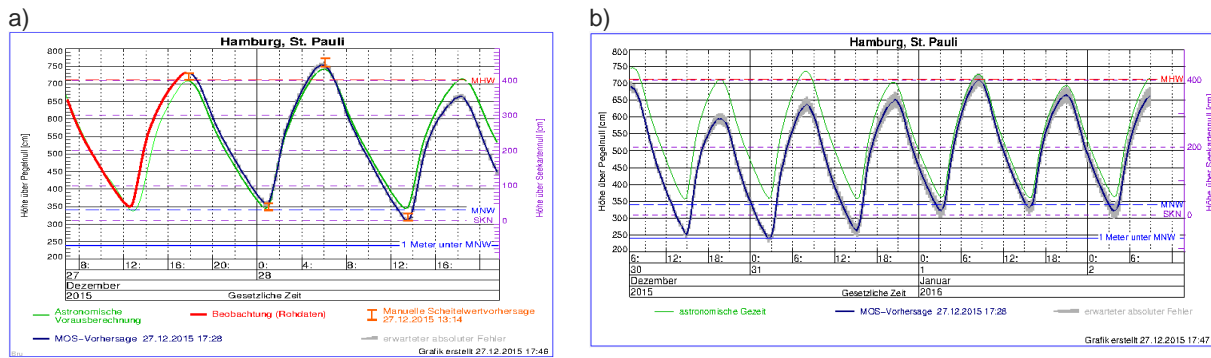 a)
Hamburg, St. Pauli
Höhe über Pegelnull [cm]
800
750
700
650
600
550
500
450
400
350
300
250
200
400
300
200
100
0
Höhe über Seekartennull [cm]
MHW
MNW
SKN
1 Meter unter MNW
8: 12: 16: 20: 0: 4: 8: 12: 16:
27 28
Dezember
2015 Gesetzliche Zeit
Astronomische Vorausberechnung
Beobachtung (Rohdaten)
Manuelle Scheitelwertvorhersage
27.12.2015 13:14
MOS-Vorhersage 27.12.2015 17:28
erwarteter absoluter Fehler
Grafik erstellt 27.12.2015 17:46
b)
Hamburg, St. Pauli
Höhe über Pegelnull [cm]
800
750
700
650
600
550
500
450
400
350
300
250
200
400
200
0
Höhe über Seekartennull [cm]
MHW
MNW
SKN
1 Meter unter MNW
6: 12: 18: 0: 6: 12: 18: 0: 6: 12: 18: 0: 6:
30 31 1 2
Dezember Januar
2015 Gesetzliche Zeit 2016
astronomische Gezeit
MOS-Vorhersage 27.12.2015 17:28
erwarteter absoluter Fehler
Grafik erstellt 27.12.2015 17:47